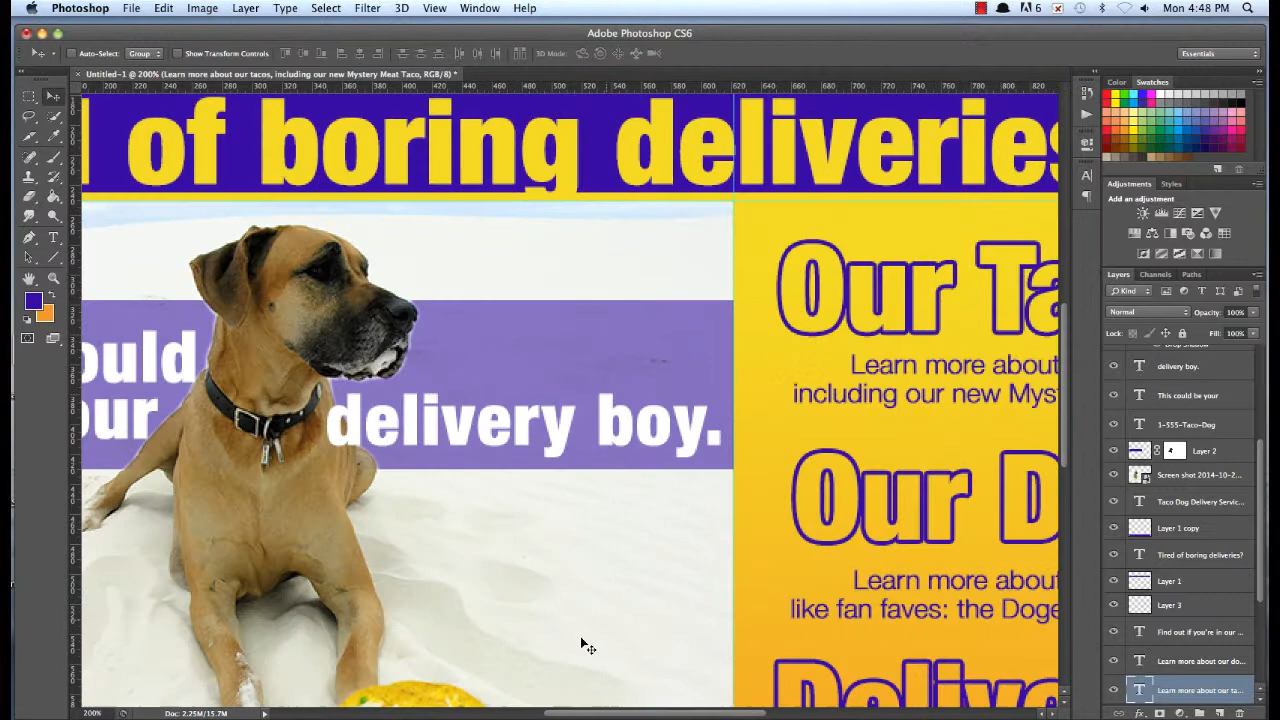 Photoshop File Edit Image Layer Type Select Filter 3D View Window Help
6 Mon 4:48 PM
Adobe Photoshop CS6
Auto-Select: Group Show Transform Controls 3D Mode: Essentials
Untitled-1 @ 200% (Learn more about our tacos, including our new Mystery Meat Taco, RGB/8) *
Color Swatches
of boring deliveries
Adjustments Styles
Add an adjustment
Our Ta
ould
Learn more about
including our new Mys
our
delivery boy.
Our D
Learn more about
like fan faves: the Doge
Delive
Layers Channels Paths
Kind
Normal Opacity: 100%
Lock: Fill: 100%
Drop Shadow
delivery boy.
This could be your
1-555-Taco-Dog
Layer 2
Screen shot 2014-10-2...
Taco Dog Delivery Servic...
Layer 1 copy
Tired of boring deliveries?
Layer 1
Layer 3
Find out if you're in our ...
Learn more about our do...
Learn more about our ta...
200% Doc: 2.25M/15.7M